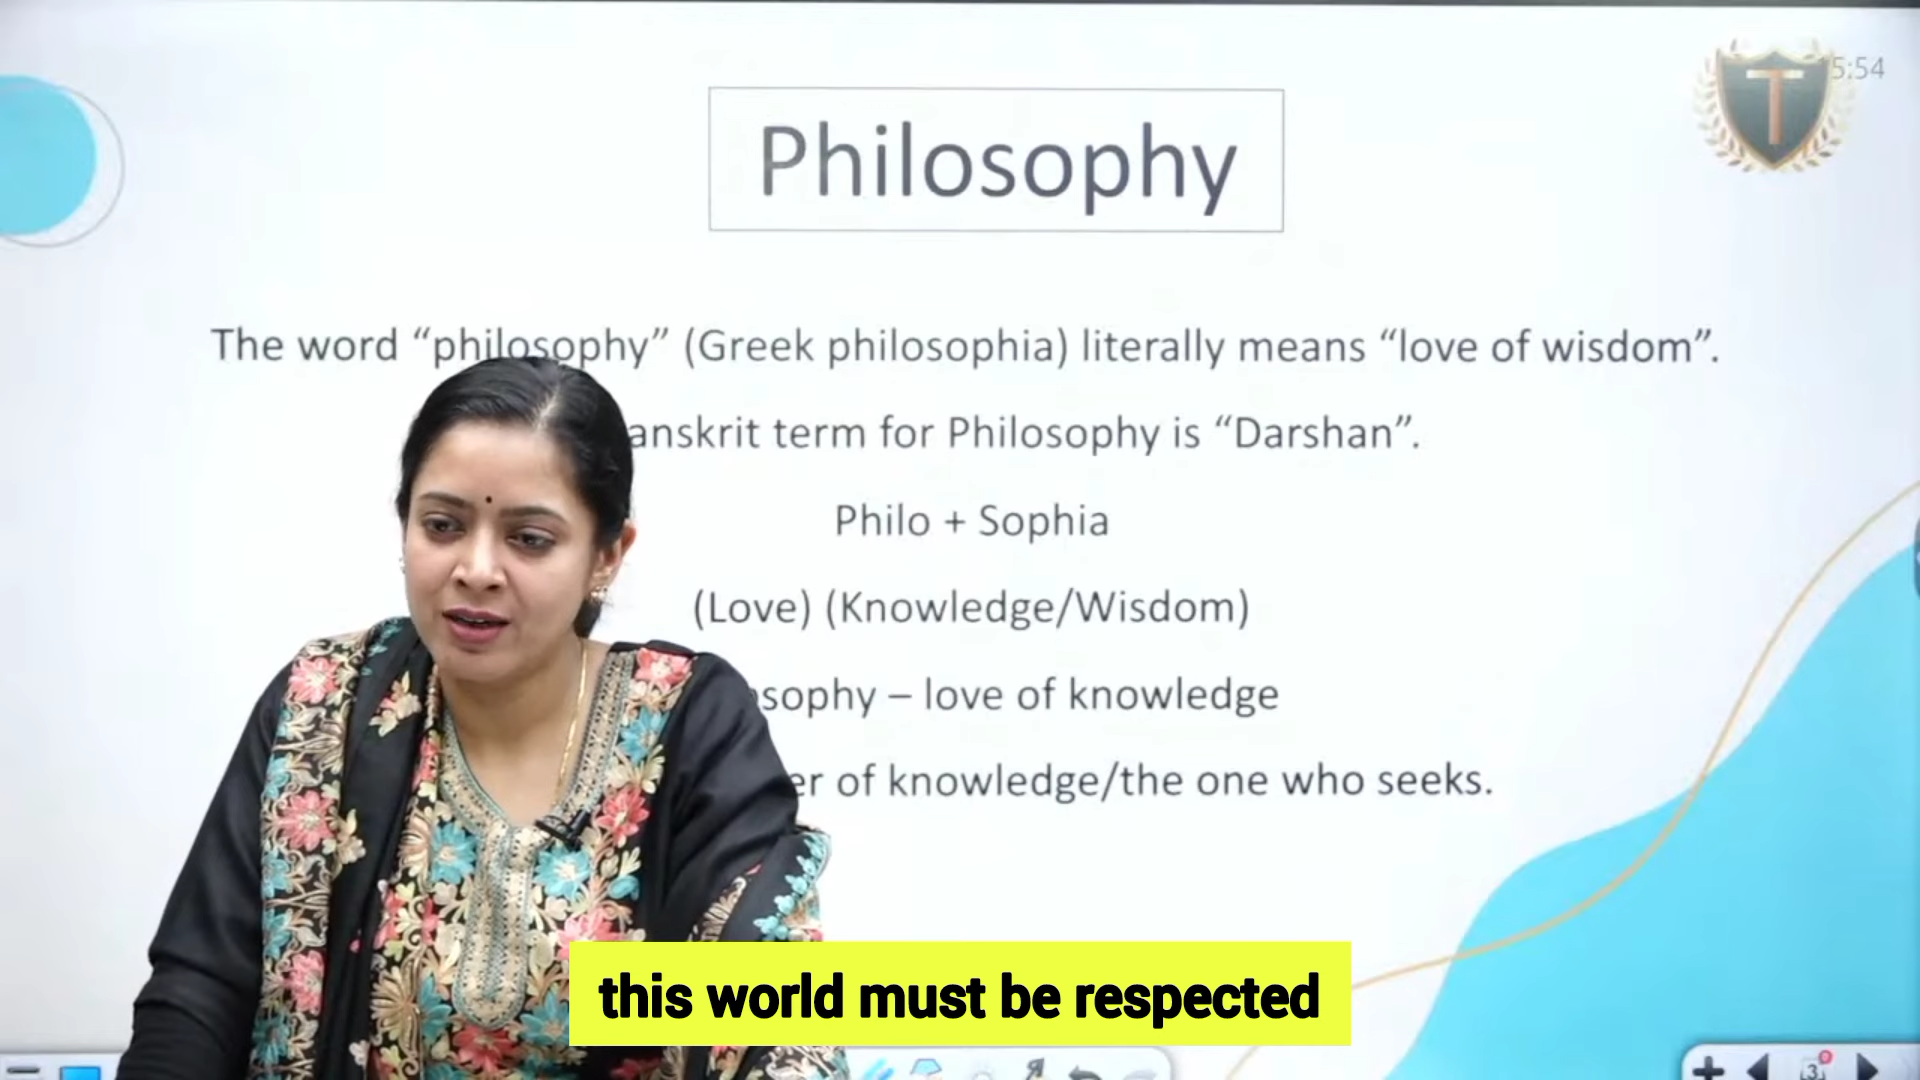 5:54
T
Philosophy
The word “philosophy” (Greek philosophia) literally means “love of wisdom”.
anskrit term for Philosophy is “Darshan”.
Philo + Sophia
(Love) (Knowledge/Wisdom)
sophy – love of knowledge
er of knowledge/the one who seeks.
this world must be respected
3